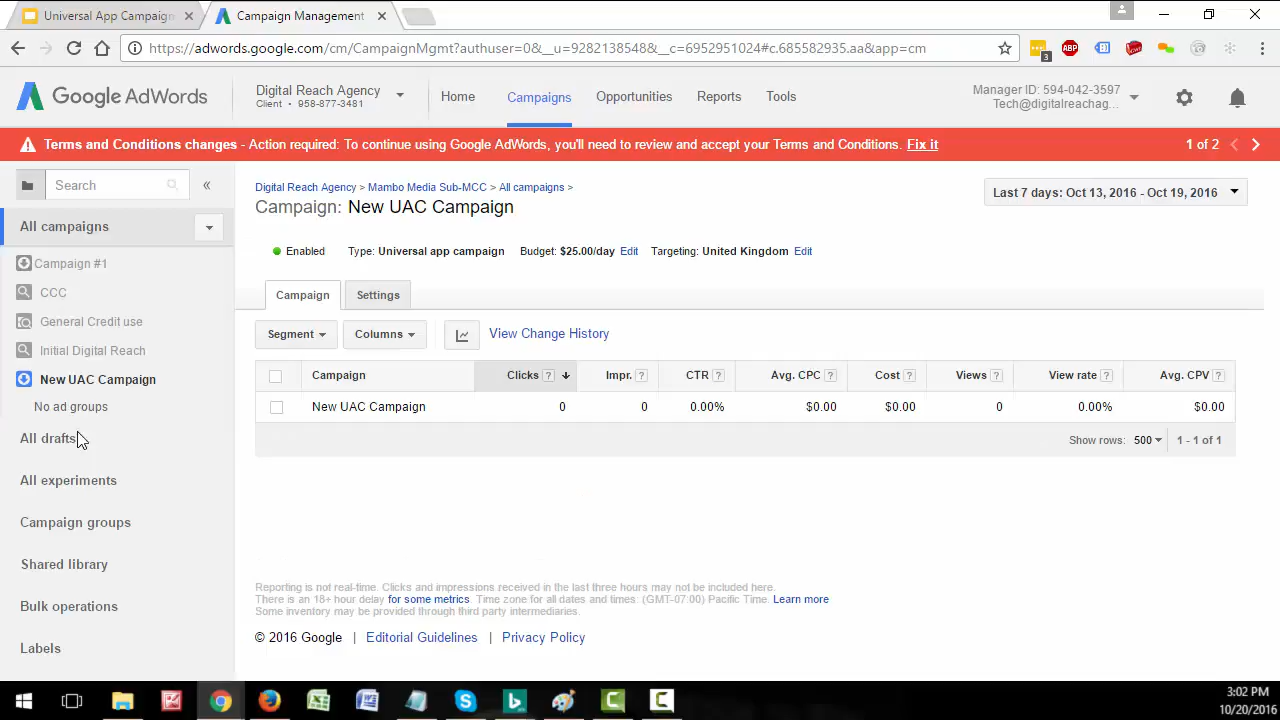 Universal App Campaign
Campaign Management
https://adwords.google.com/cm/CampaignMgmt?authuser=0&__u=9282138548&__c=6952951024#c.685582935.aa&app=cm
3
ABP
Google AdWords
Digital Reach Agency
Client • 958-877-3481
Home
Campaigns
Opportunities
Reports
Tools
Manager ID: 594-042-3597
Tech@digitalreachag...
Terms and Conditions changes - Action required: To continue using Google AdWords, you'll need to review and accept your Terms and Conditions. Fix it
1 of 2
Search
«
All campaigns
Campaign #1
CCC
General Credit use
Initial Digital Reach
New UAC Campaign
No ad groups
All drafts
All experiments
Campaign groups
Shared library
Bulk operations
Labels
Digital Reach Agency > Mambo Media Sub-MCC > All campaigns >
Campaign: New UAC Campaign
Last 7 days: Oct 13, 2016 - Oct 19, 2016
Enabled Type: Universal app campaign Budget: $25.00/day Edit Targeting: United Kingdom Edit
Campaign Settings
Segment Columns View Change History
Campaign Clicks ? Impr. ? CTR ? Avg. CPC ? Cost ? Views ? View rate ? Avg. CPV ?
New UAC Campaign 0 0 0.00% $0.00 $0.00 0 0.00% $0.00
Show rows: 500 1 - 1 of 1
Reporting is not real-time. Clicks and impressions received in the last three hours may not be included here.
There is an 18+ hour delay for some metrics. Time zone for all dates and times: (GMT-07:00) Pacific Time. Learn more
Some inventory may be provided through third party intermediaries.
© 2016 Google | Editorial Guidelines | Privacy Policy
3:02 PM
10/20/2016